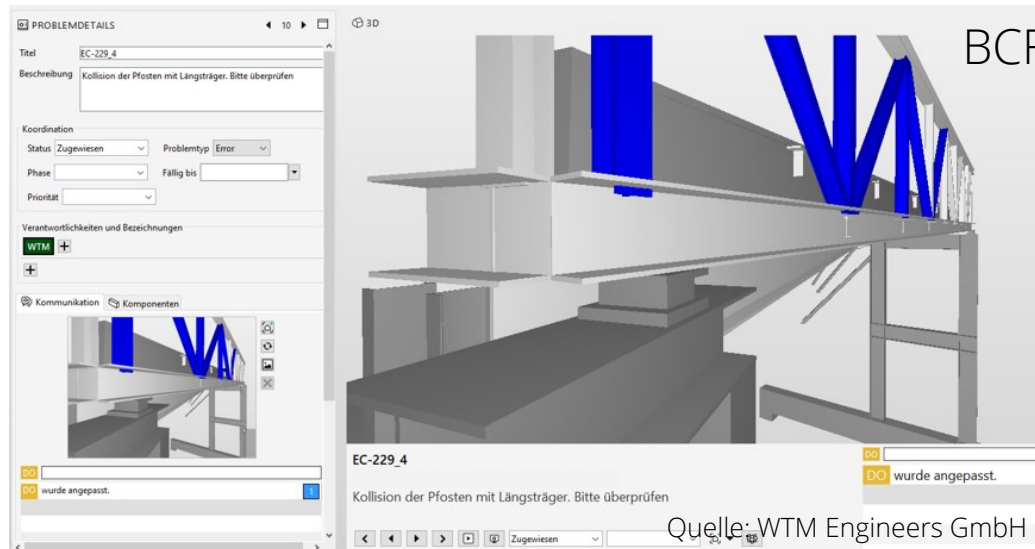 PROBLEMDETAILS
10
Titel
EC-229_4
Beschreibung
Kollision der Pfosten mit Längsträger. Bitte überprüfen
Koordination
Status Zugewiesen Problemtyp Error
Phase Fällig bis
Priorität
Verantwortlichkeiten und Bezeichnungen
WTM +
+
Kommunikation Komponenten
DO
DO wurde angepasst. 1
3D
BCF
EC-229_4
Kollision der Pfosten mit Längsträger. Bitte überprüfen
Zugewiesen
DO
DO wurde angepasst.
Quelle: WTM Engineers GmbH